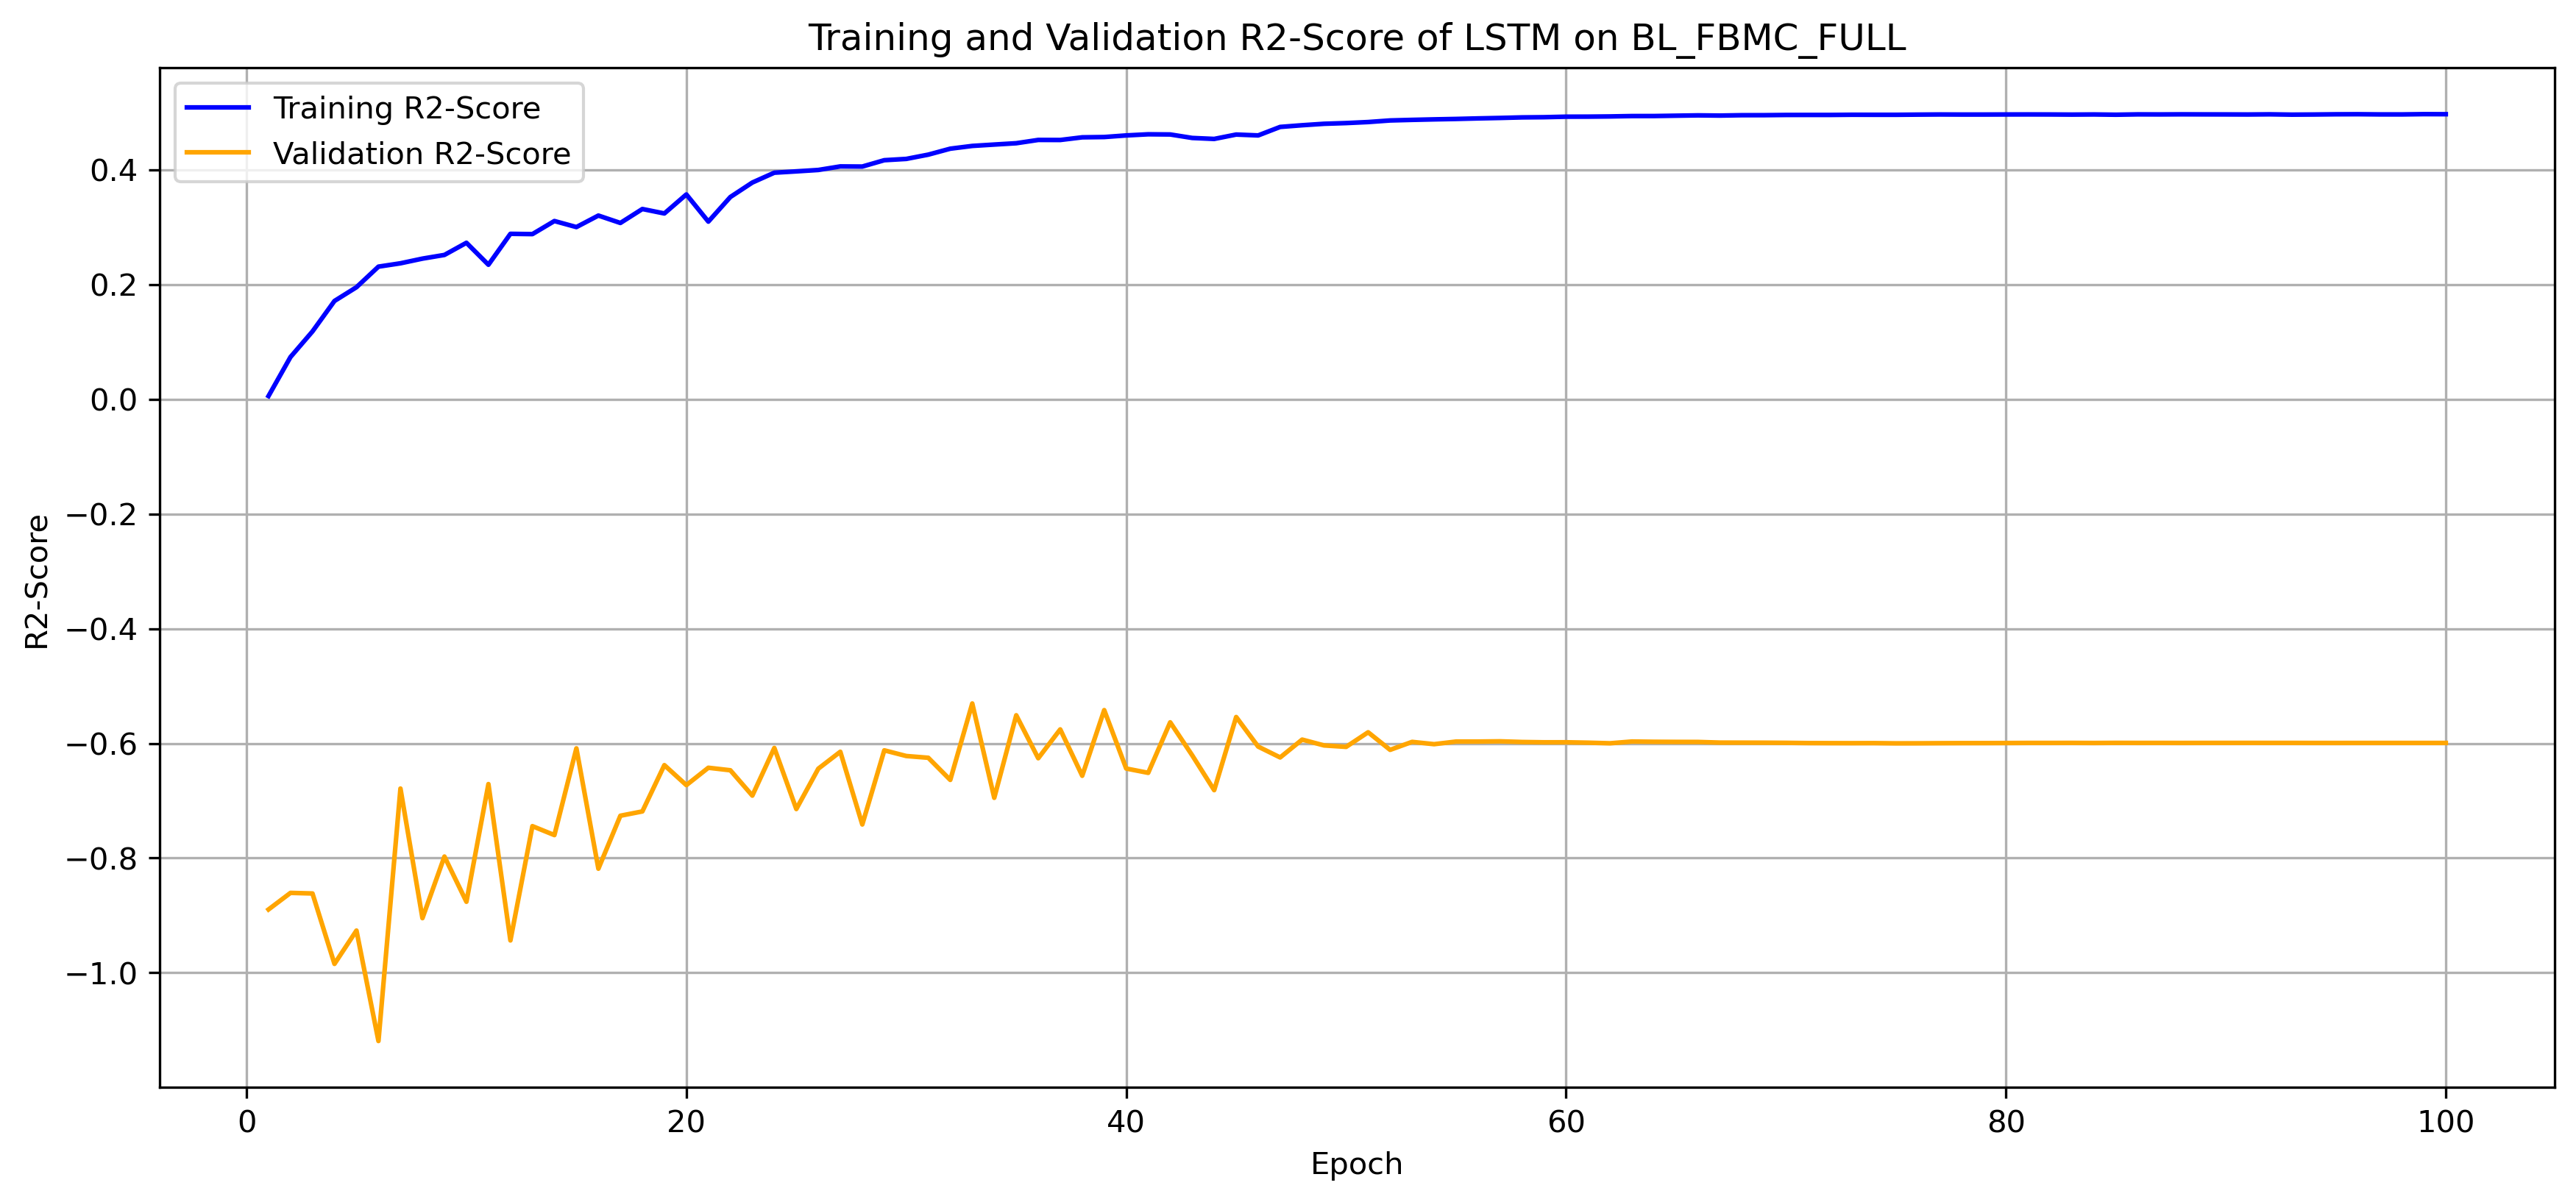 Training and Validation R2-Score of LSTM on BL_FBMC_FULL
Training R2-Score
Validation R2-Score
0.4
0.2
0.0
−0.2
−0.4
−0.6
−0.8
−1.0
R2-Score
0 20 40 60 80 100
Epoch